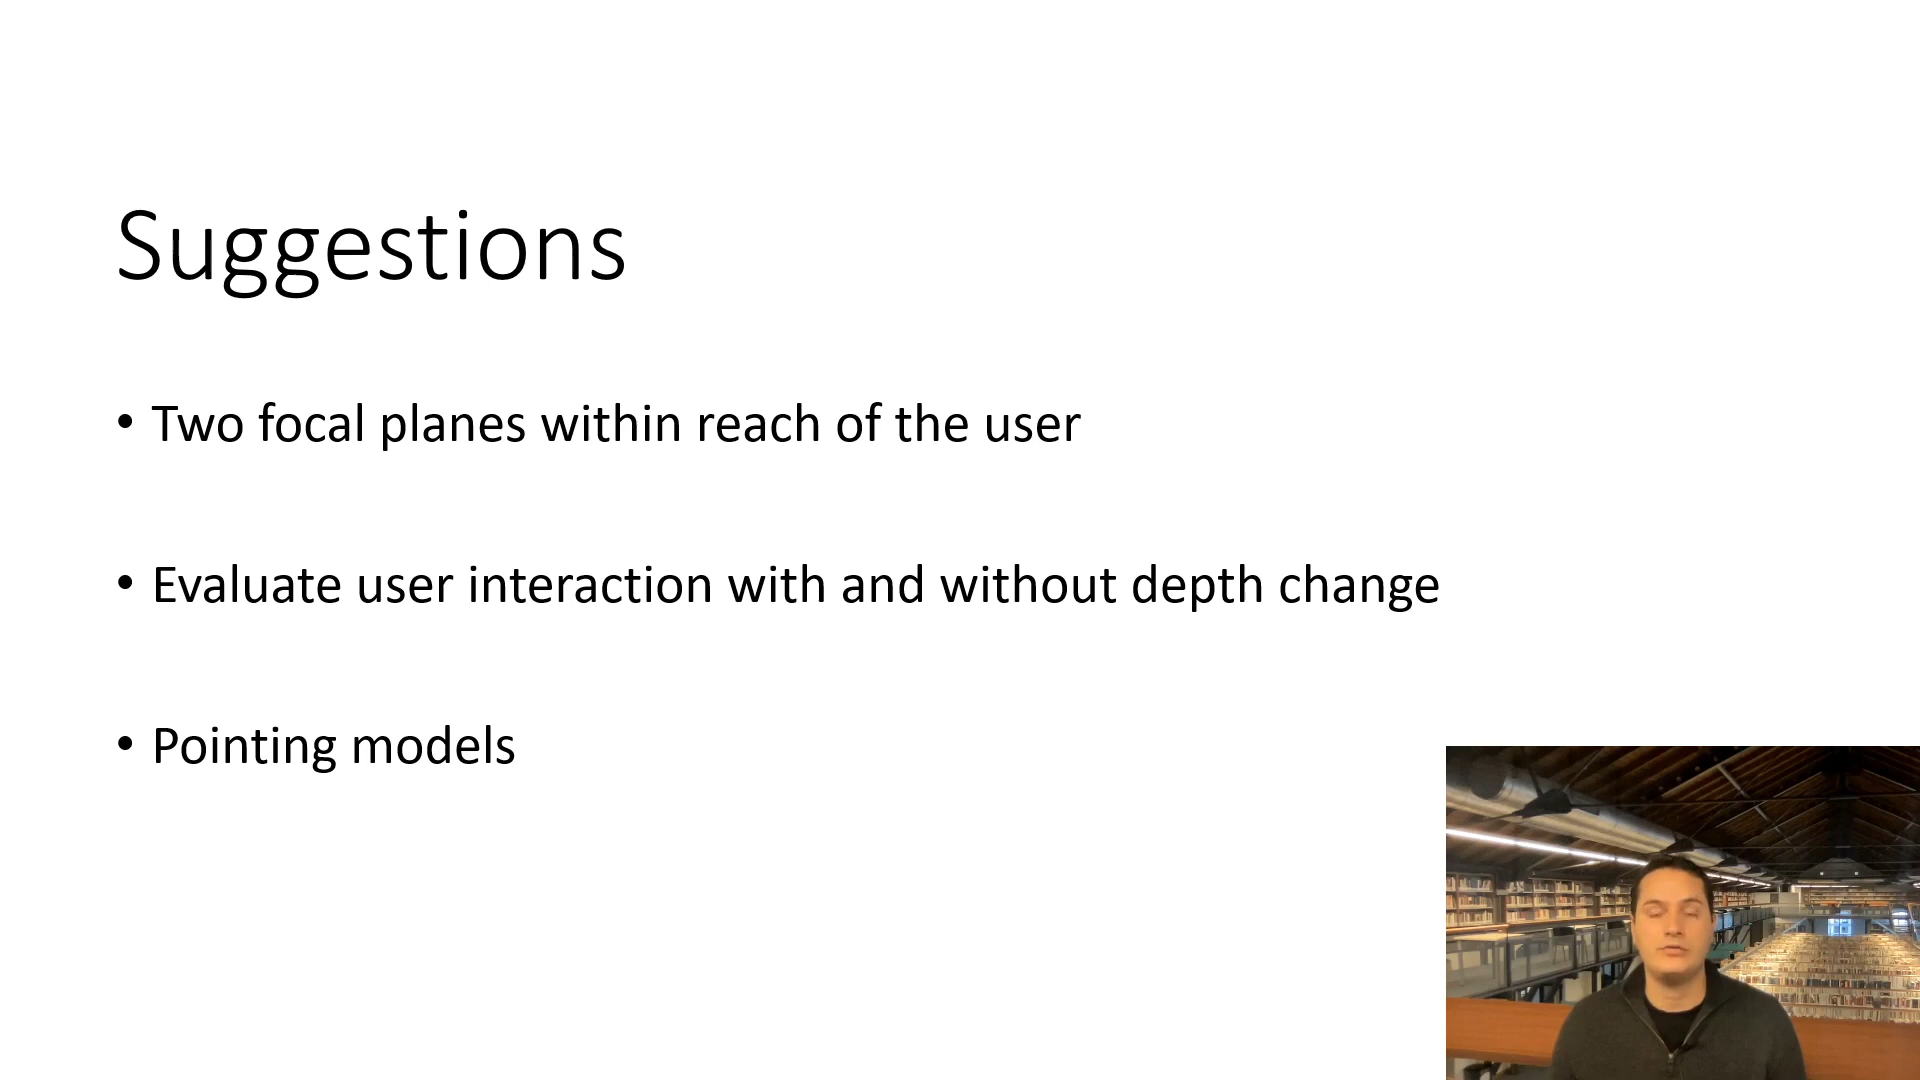 Suggestions
• Two focal planes within reach of the user
• Evaluate user interaction with and without depth change
• Pointing models